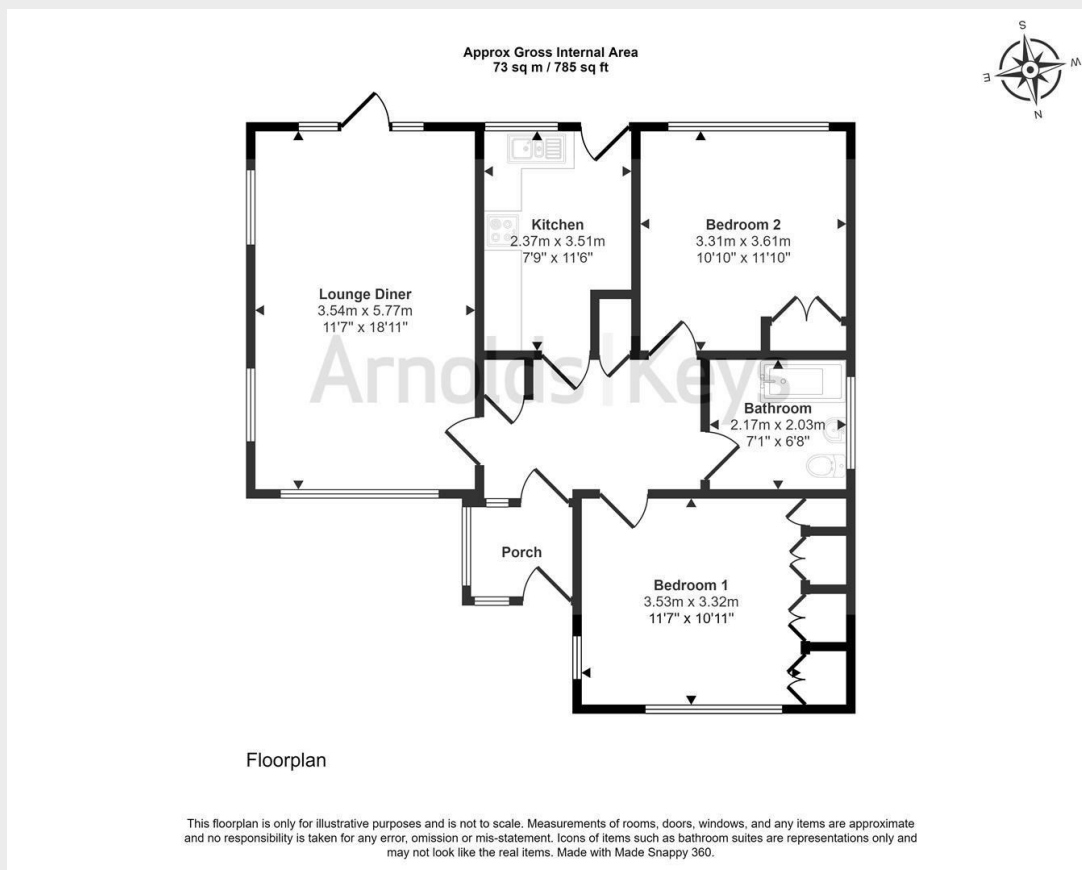 Approx Gross Internal Area
73 sq m / 785 sq ft
S
W
E
N
Kitchen
2.37m x 3.51m
7'9" x 11'6"
Bedroom 2
3.31m x 3.61m
10'10" x 11'10"
Lounge Diner
3.54m x 5.77m
11'7" x 18'11"
Arnolds | Keys
Bathroom
2.17m x 2.03m
7'1" x 6'8"
Porch
Bedroom 1
3.53m x 3.32m
11'7" x 10'11"
Floorplan
This floorplan is only for illustrative purposes and is not to scale. Measurements of rooms, doors, windows, and any items are approximate
and no responsibility is taken for any error, omission or mis-statement. Icons of items such as bathroom suites are representations only and
may not look like the real items. Made with Made Snappy 360.